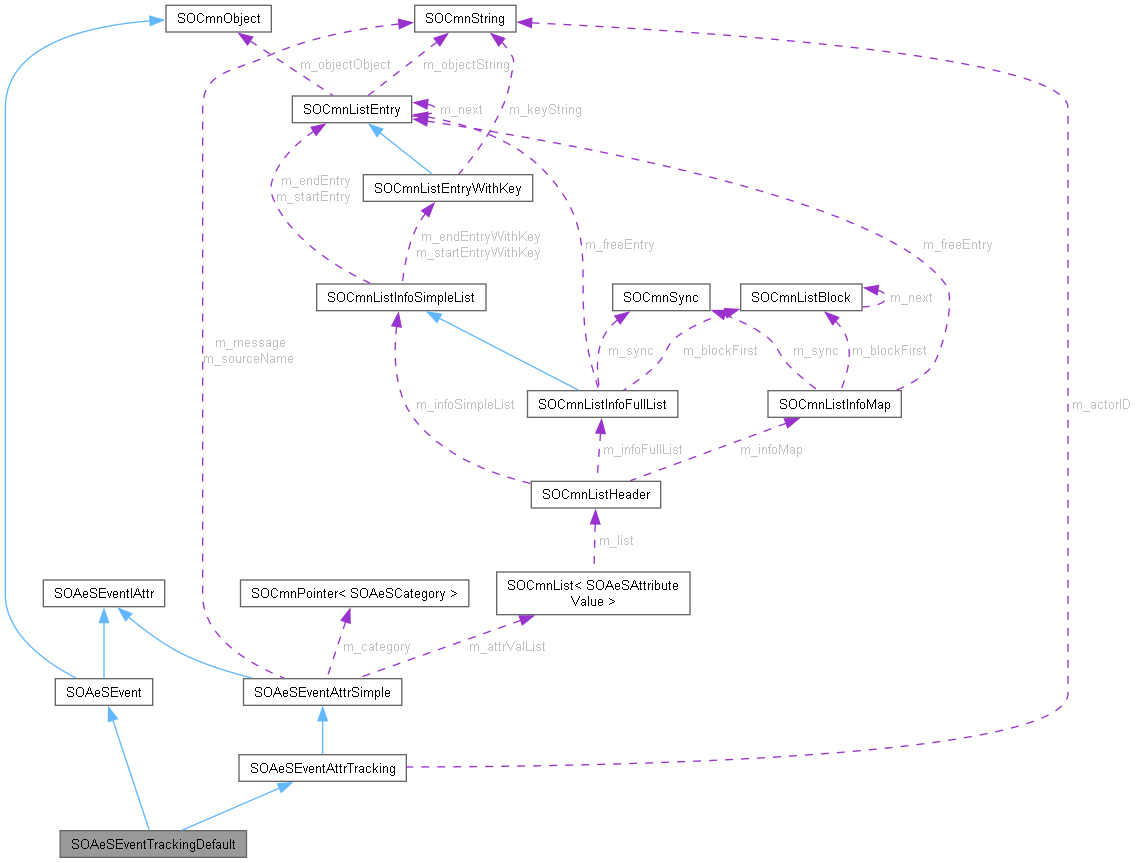 SOCmnObject
SOCmnString
m_objectObject
m_objectString
SOCmnListEntry
m_next
m_keyString
m_endEntry
m_startEntry
SOCmnListEntryWithKey
m_endEntryWithKey
m_startEntryWithKey
m_freeEntry
m_freeEntry
SOCmnListInfoSimpleList
SOCmnSync
SOCmnListBlock
m_next
m_message
m_sourceName
m_sync
m_blockFirst
m_sync
m_blockFirst
m_infoSimpleList
SOCmnListInfoFullList
SOCmnListInfoMap
m_actorID
m_infoFullList
m_infoMap
SOCmnListHeader
m_list
SOAeSEventIAttr
SOCmnPointer< SOAeSCategory >
SOCmnList< SOAeSAttribute
Value >
m_category
m_attrValList
SOAeSEvent
SOAeSEventAttrSimple
SOAeSEventAttrTracking
SOAeSEventTrackingDefault